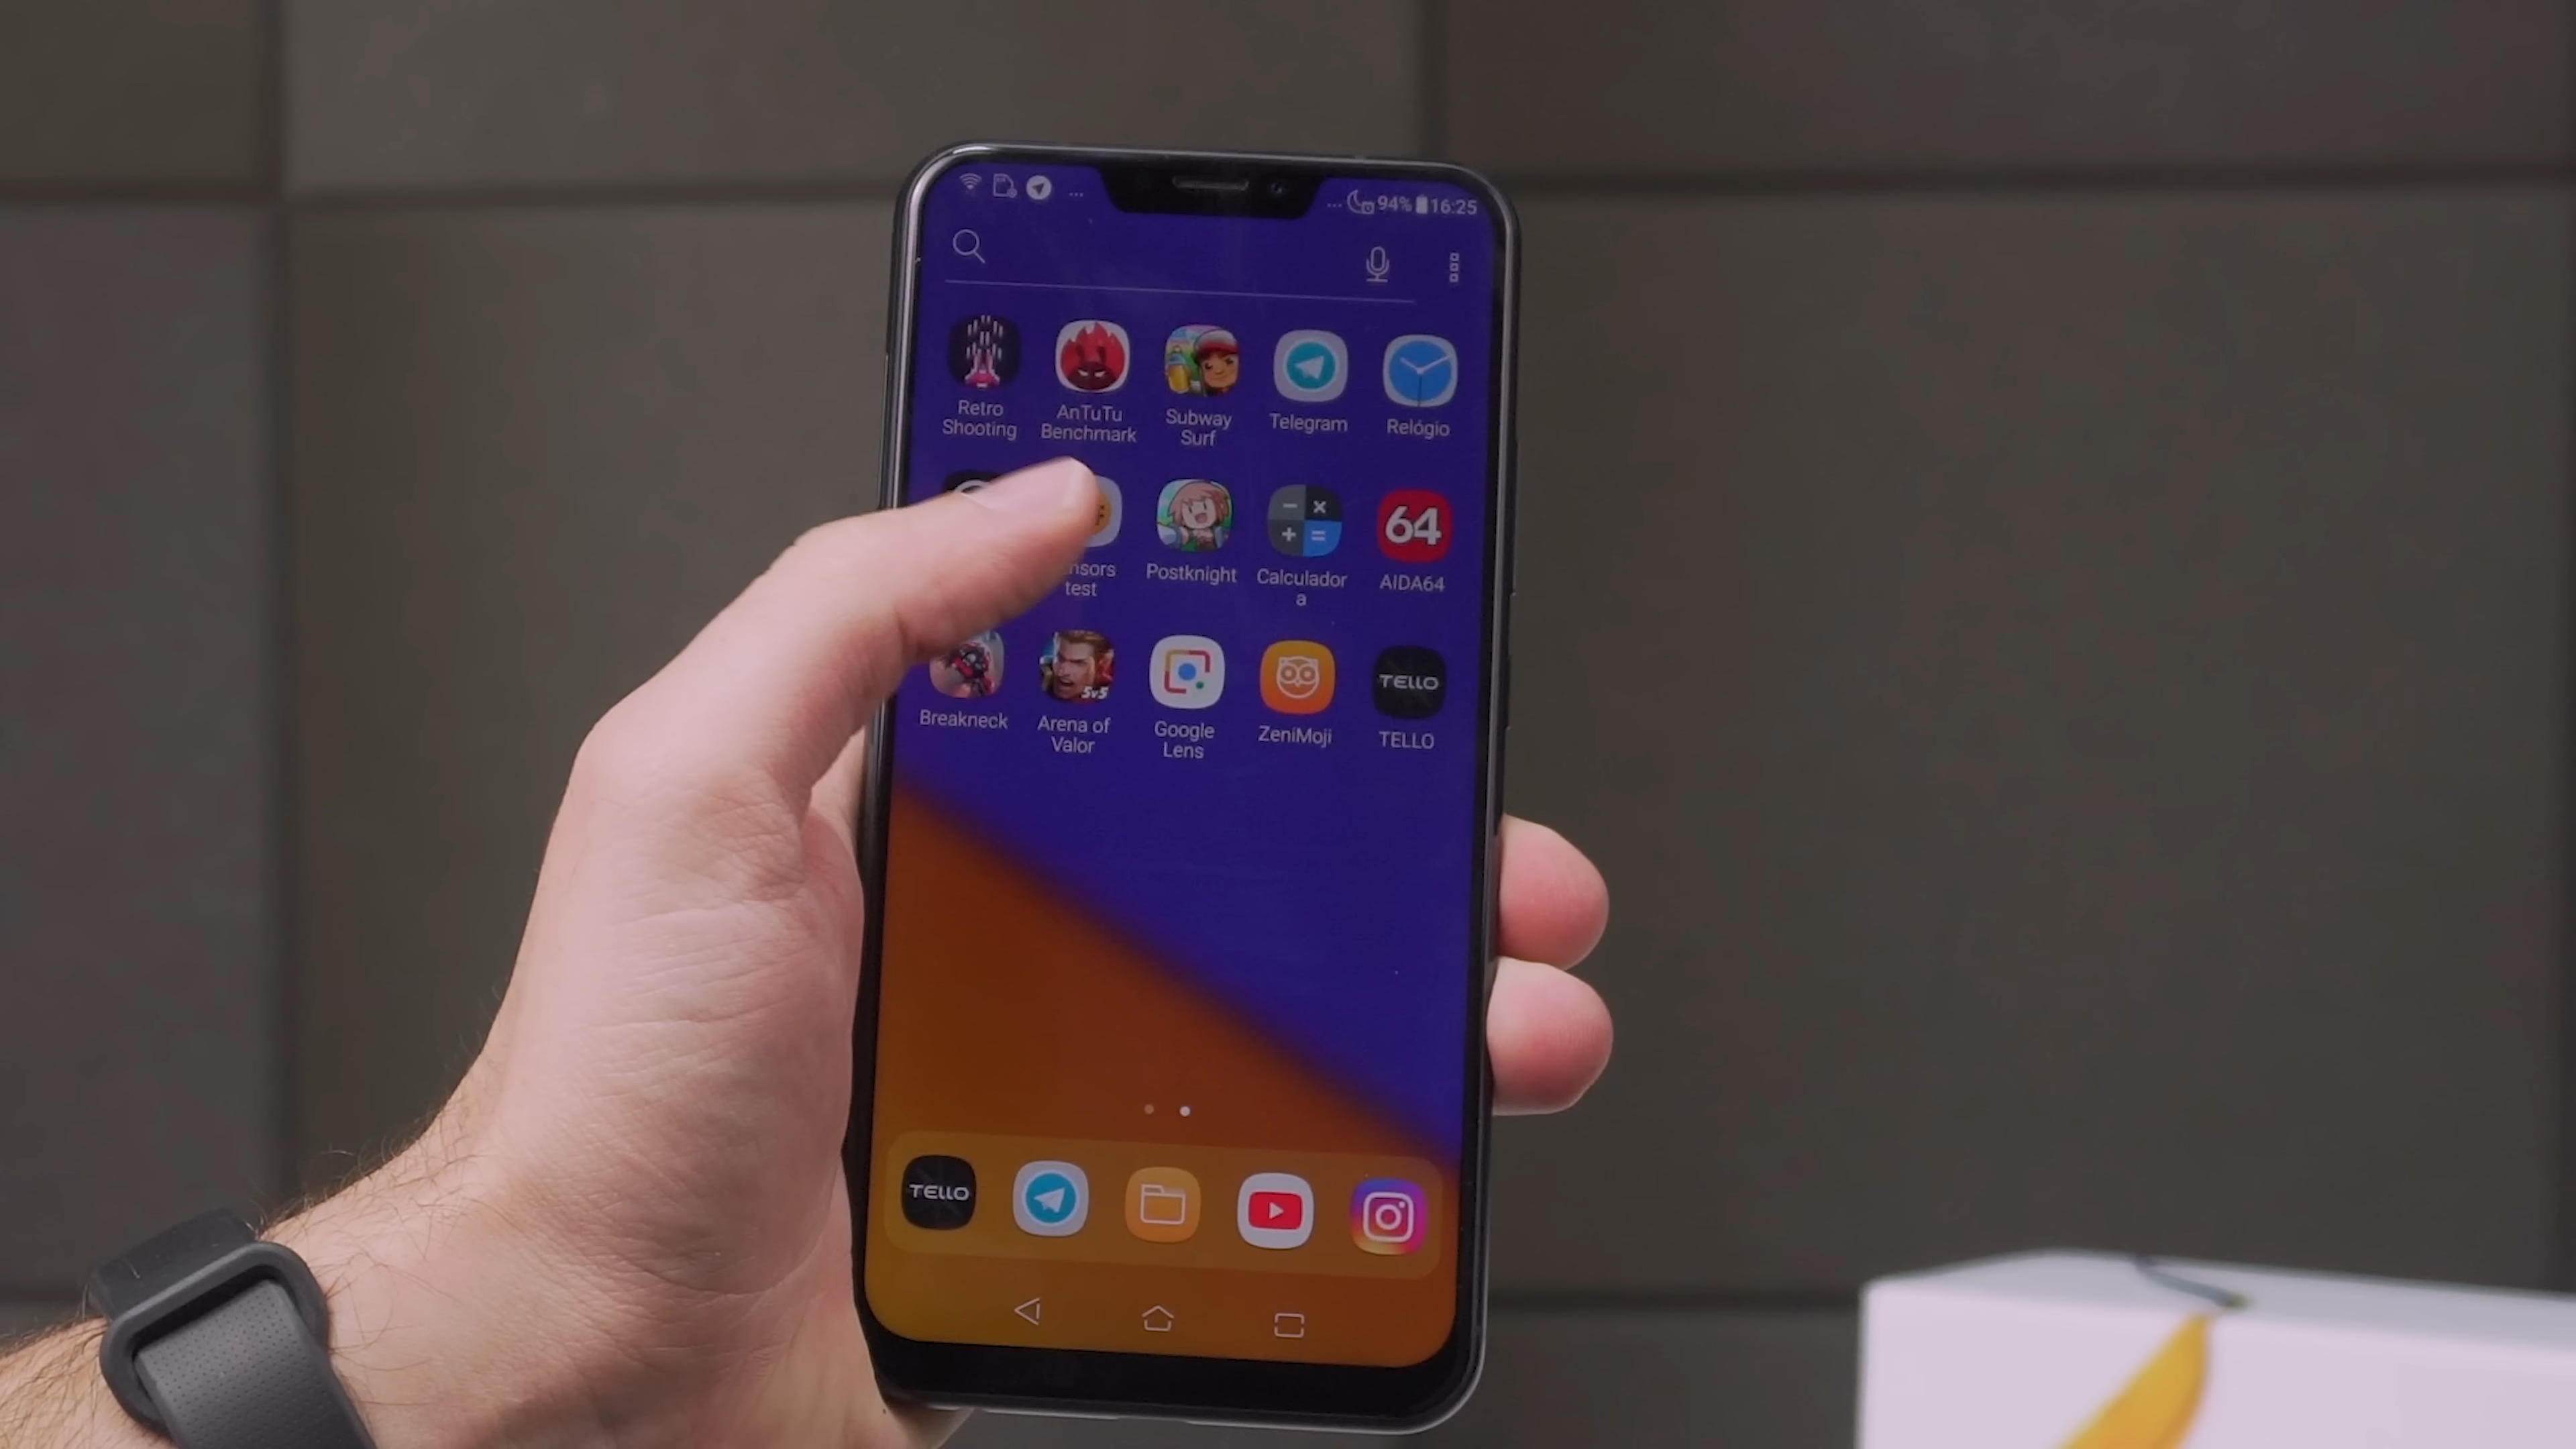 94% 16:25
Retro
Shooting
AnTuTu
Benchmark
Subway
Surf
Telegram
Relógio
test
Postknight
Calculador
a
64
AIDA64
Breakneck
5v5
Arena of
Valor
Google
Lens
ZeniMoji
TELLO
TELLO
TELLO